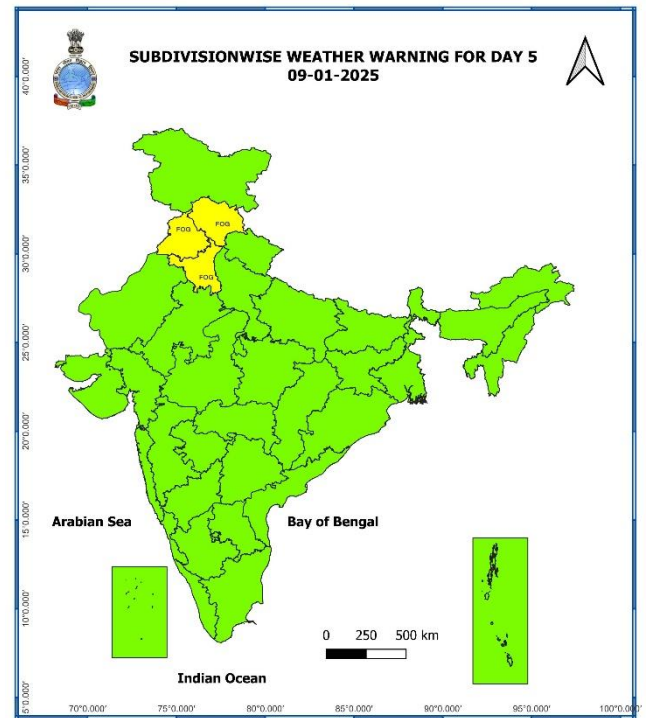 SUBDIVISIONWISE WEATHER WARNING FOR DAY 5
09-01-2025
40°0.000'
35°0.000'
30°0.000'
25°0.000'
20°0.000'
15°0.000'
10°0.000'
5°0.000'
FOG
FOG
FOG
Arabian Sea
Bay of Bengal
0 250 500 km
Indian Ocean
70°0.000' 75°0.000' 80°0.000' 85°0.000' 90°0.000' 95°0.000' 100°0.000'